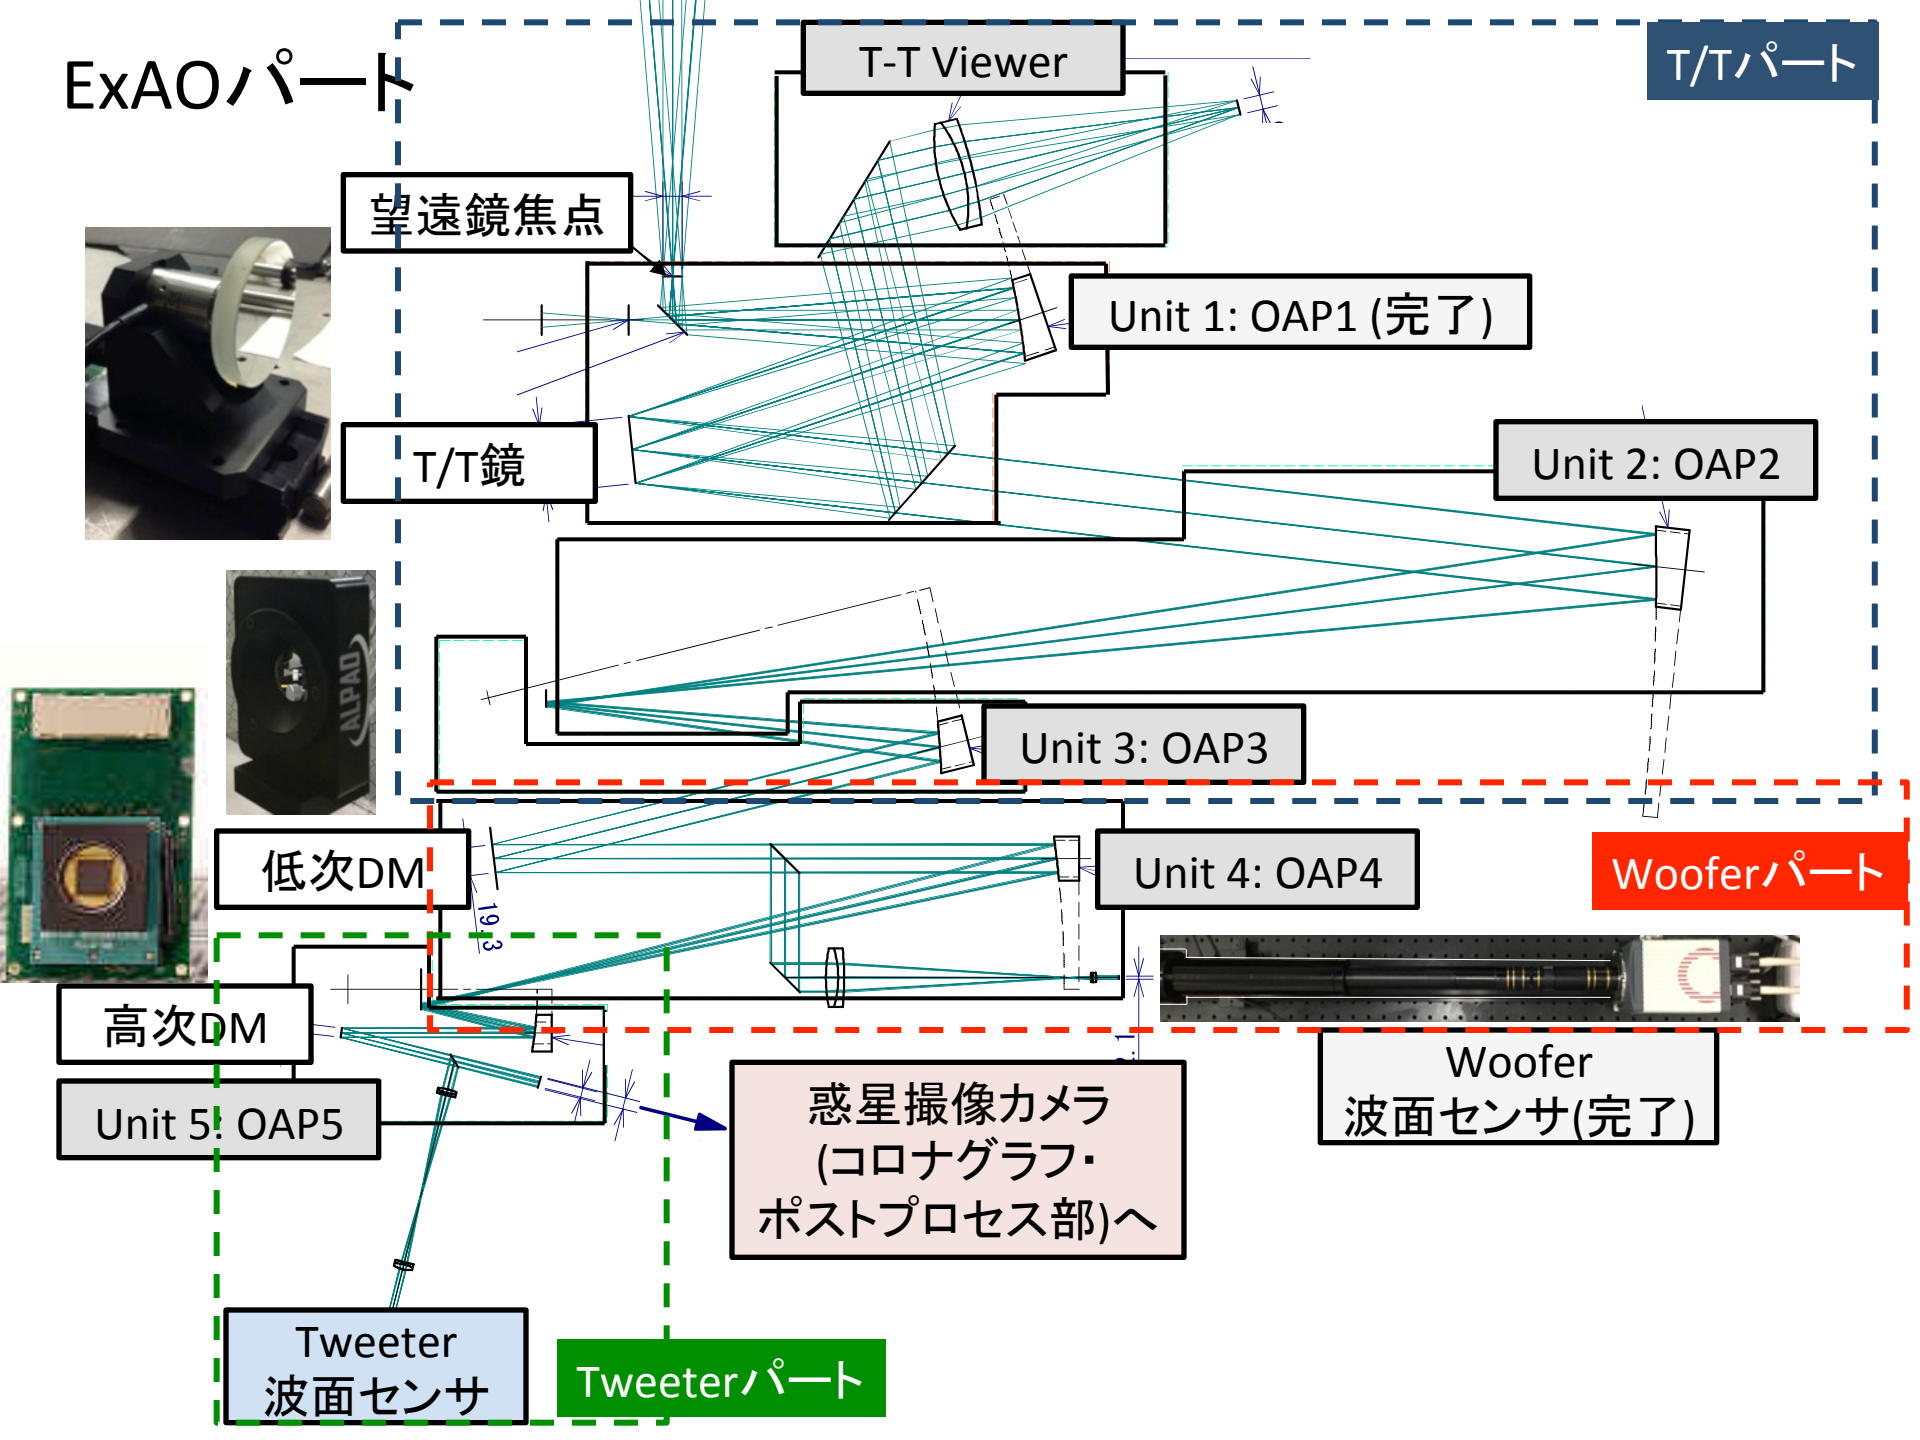 ExAOパート
T-T Viewer
T/Tパート
望遠鏡焦点
Unit 1: OAP1 (完了)
T/T鏡
Unit 2: OAP2
ALPAO
Unit 3: OAP3
低次DM
19.3
Unit 4: OAP4
Wooferパート
高次DM
Unit 5: OAP5
惑星撮像カメラ
(コロナグラフ・
ポストプロセス部)へ
Woofer
波面センサ(完了)
Tweeter
波面センサ
Tweeterパート